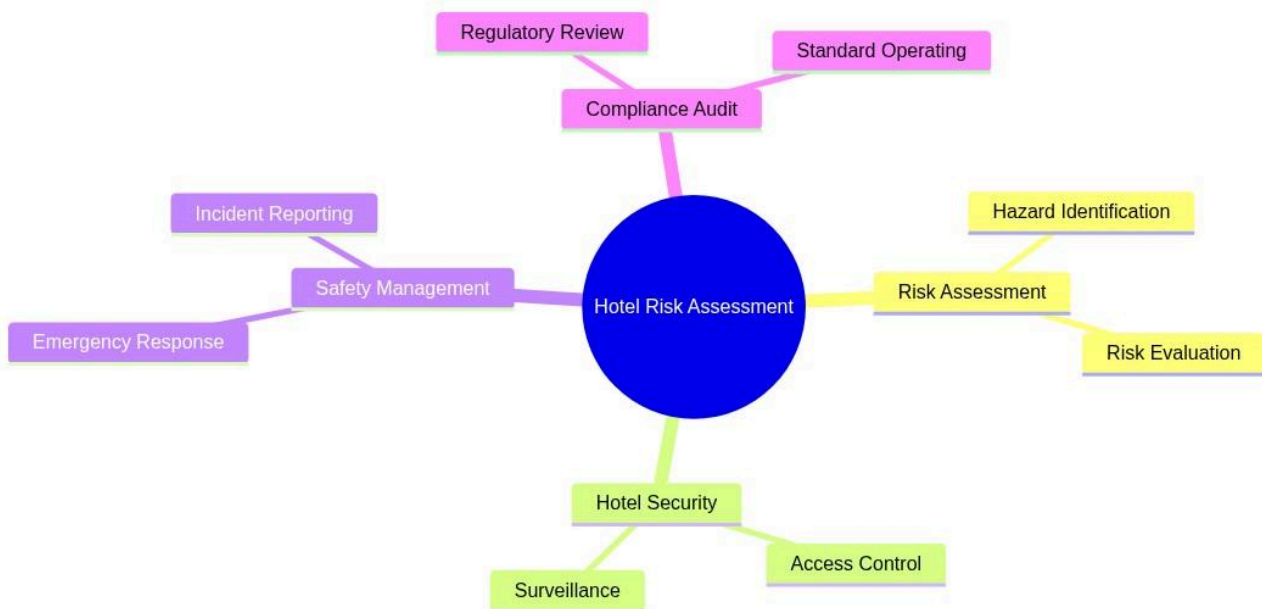 Regulatory Review
Standard Operating
Compliance Audit
Incident Reporting
Hazard Identification
Safety Management
Risk Assessment
Hotel Risk Assessment
Emergency Response
Risk Evaluation
Hotel Security
Access Control
Surveillance